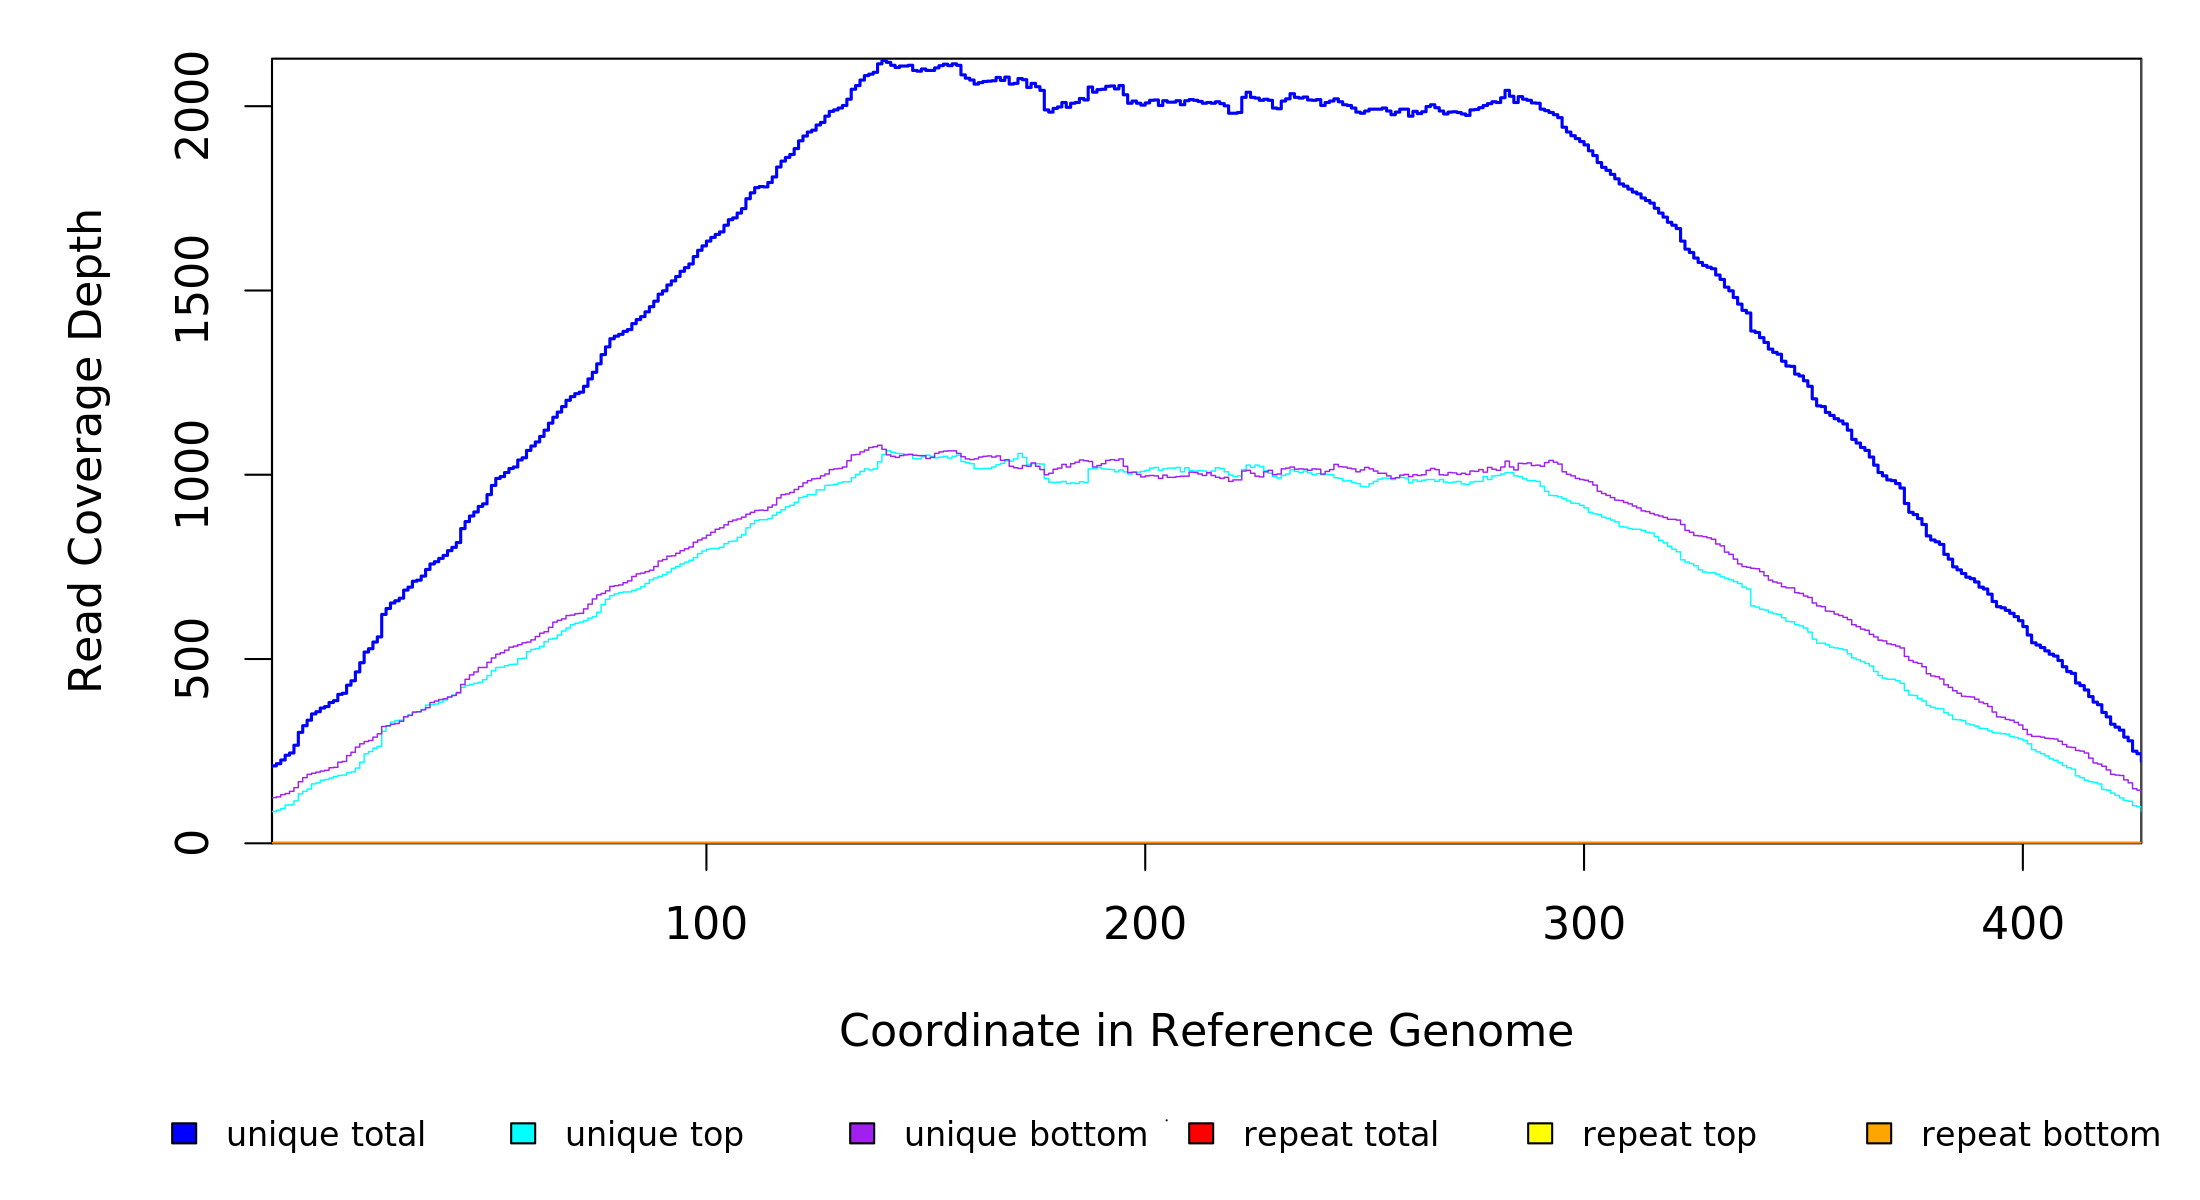 Read Coverage Depth
2000
1500
1000
500
0
100 200 300 400
Coordinate in Reference Genome
unique total unique top unique bottom repeat total repeat top repeat bottom